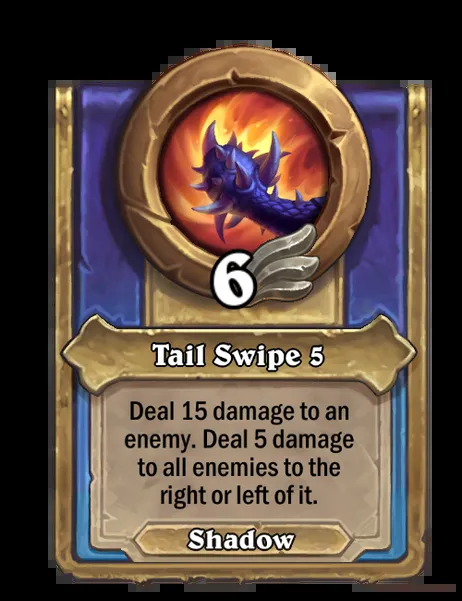 6
Tail Swipe 5
Deal 15 damage to an
enemy. Deal 5 damage
to all enemies to the
right or left of it.
Shadow